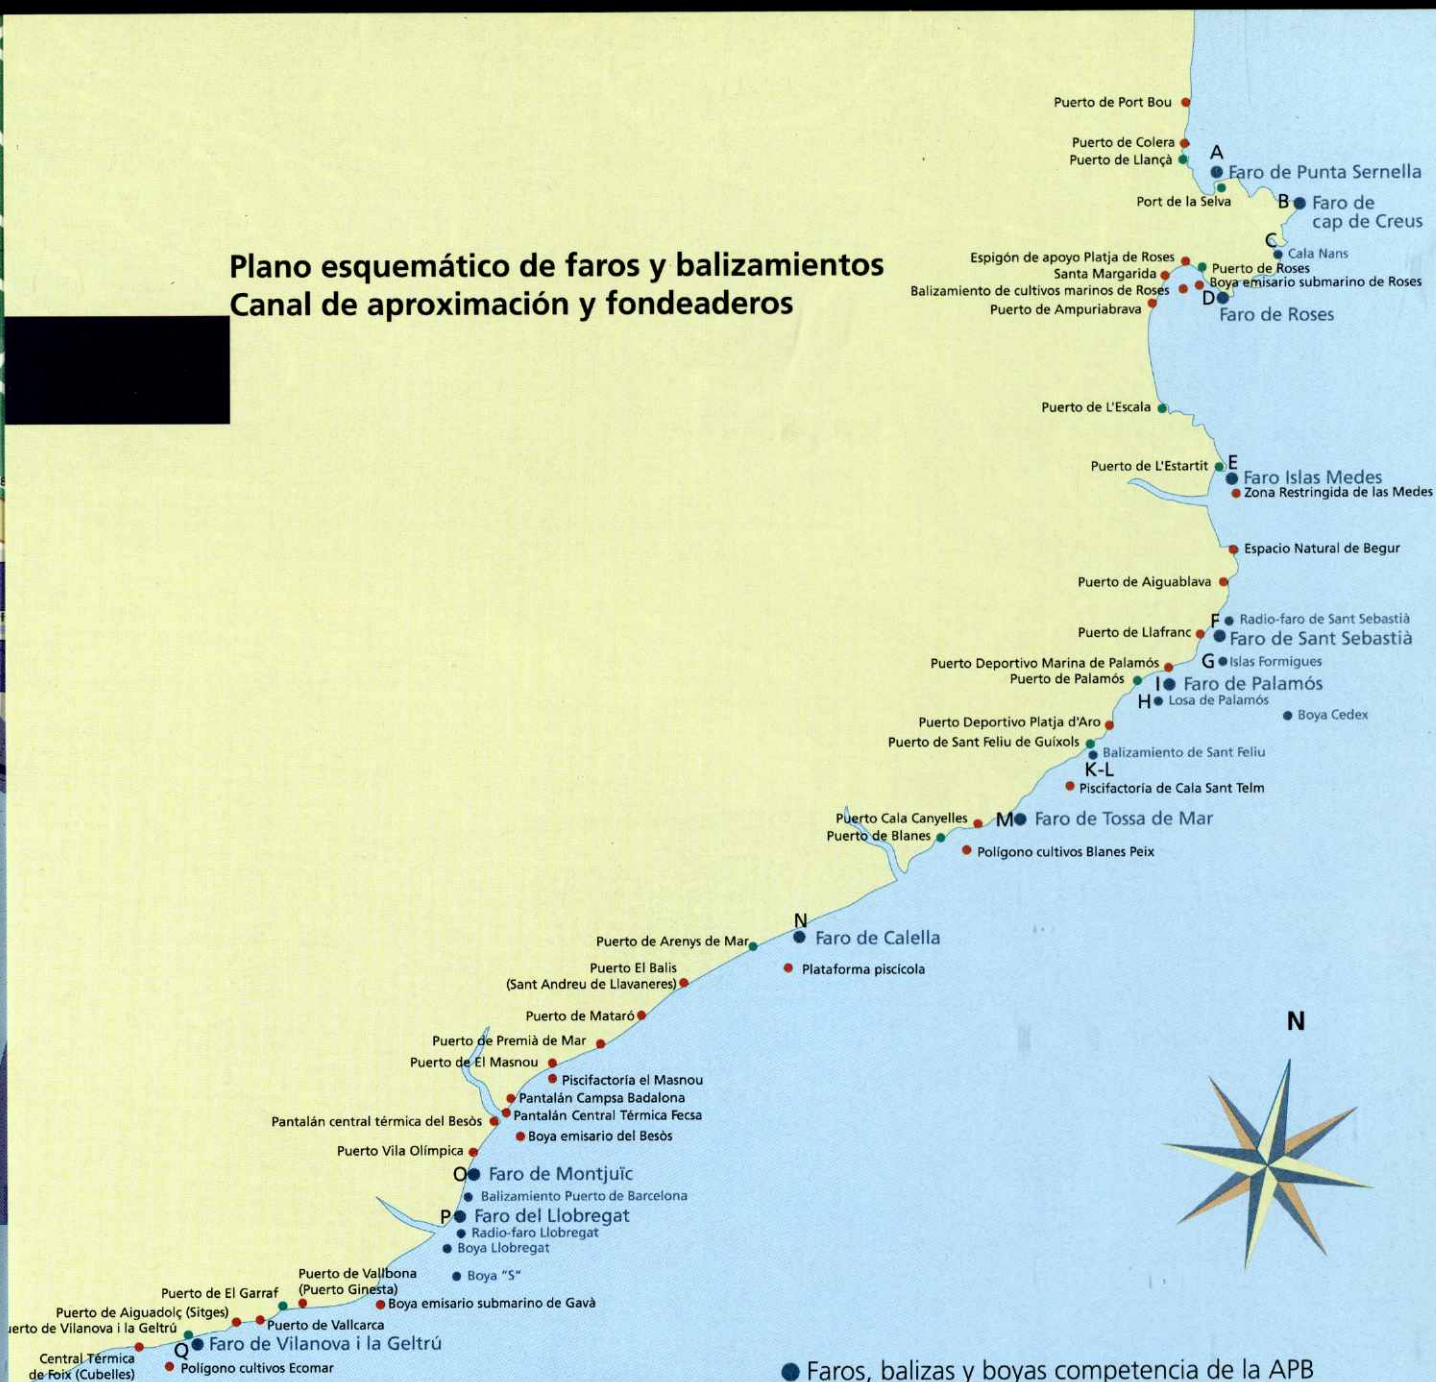 Plano esquemático de faros y balizamientos
Canal de aproximación y fondeaderos
Puerto de Port Bou
Puerto de Colera
Puerto de Llançà
A
Faro de Punta Sernella
Port de la Selva
B
Faro de
cap de Creus
C
Cala Nans
Espigón de apoyo Platja de Roses
Puerto de Roses
Santa Margarida
Boya emisario submarino de Roses
Balizamiento de cultivos marinos de Roses
D
Puerto de Ampuriabrava
Faro de Roses
Puerto de L'Escala
Puerto de L'Estartit
E
Faro Islas Medes
Zona Restringida de las Medes
Espacio Natural de Begur
Puerto de Aiguablava
F
Radio-faro de Sant Sebastià
Puerto de Llafranc
Faro de Sant Sebastià
G
Islas Formigues
Puerto Deportivo Marina de Palamós
Puerto de Palamós
I
Faro de Palamós
H
Losa de Palamós
Boya Cedex
Puerto Deportivo Platja d'Aro
Puerto de Sant Feliu de Guíxols
Balizamiento de Sant Feliu
K-L
Piscifactoría de Cala Sant Telm
Puerto Cala Canyelles
M
Faro de Tossa de Mar
Puerto de Blanes
Polígono cultivos Blanes Peix
N
Faro de Calella
Puerto de Arenys de Mar
Plataforma piscícola
Puerto El Balis
(Sant Andreu de Llavaneres)
Puerto de Mataró
N
Puerto de Premià de Mar
Puerto de El Masnou
Piscifactoría el Masnou
Pantalán Campsa Badalona
Pantalán Central Térmica Fecsa
Pantalán central térmica del Besòs
Boya emisario del Besòs
Puerto Vila Olímpica
O
Faro de Montjuïc
Balizamiento Puerto de Barcelona
P
Faro del Llobregat
Radio-faro Llobregat
Boya Llobregat
Boya "S"
Puerto de Vallbona
(Puerto Ginesta)
Puerto de El Garraf
Boya emisario submarino de Gavà
Puerto de Aiguadolç (Sitges)
Puerto de Vallcarca
uerto de Vilanova i la Geltrú
Q
Faro de Vilanova i la Geltrú
Central Térmica
de Foix (Cubelles)
Polígono cultivos Ecomar
Faros, balizas y boyas competencia de la APB